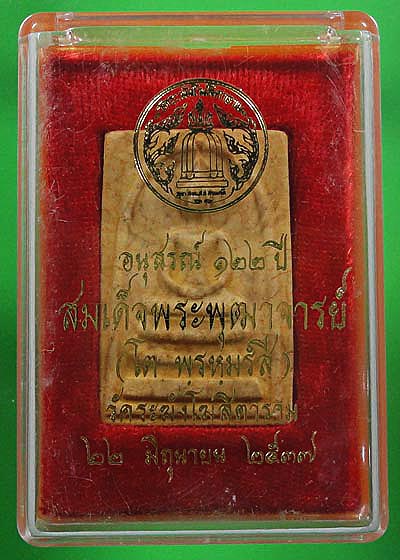 อนุสรณ์ ๑๒๒ ปี
สมเด็จพระพุฒาจารย์
(โต พฺรหฺมรํสี)
วัดระฆังโฆสิตาราม
๒๒ มิถุนายน ๒๕๓๗